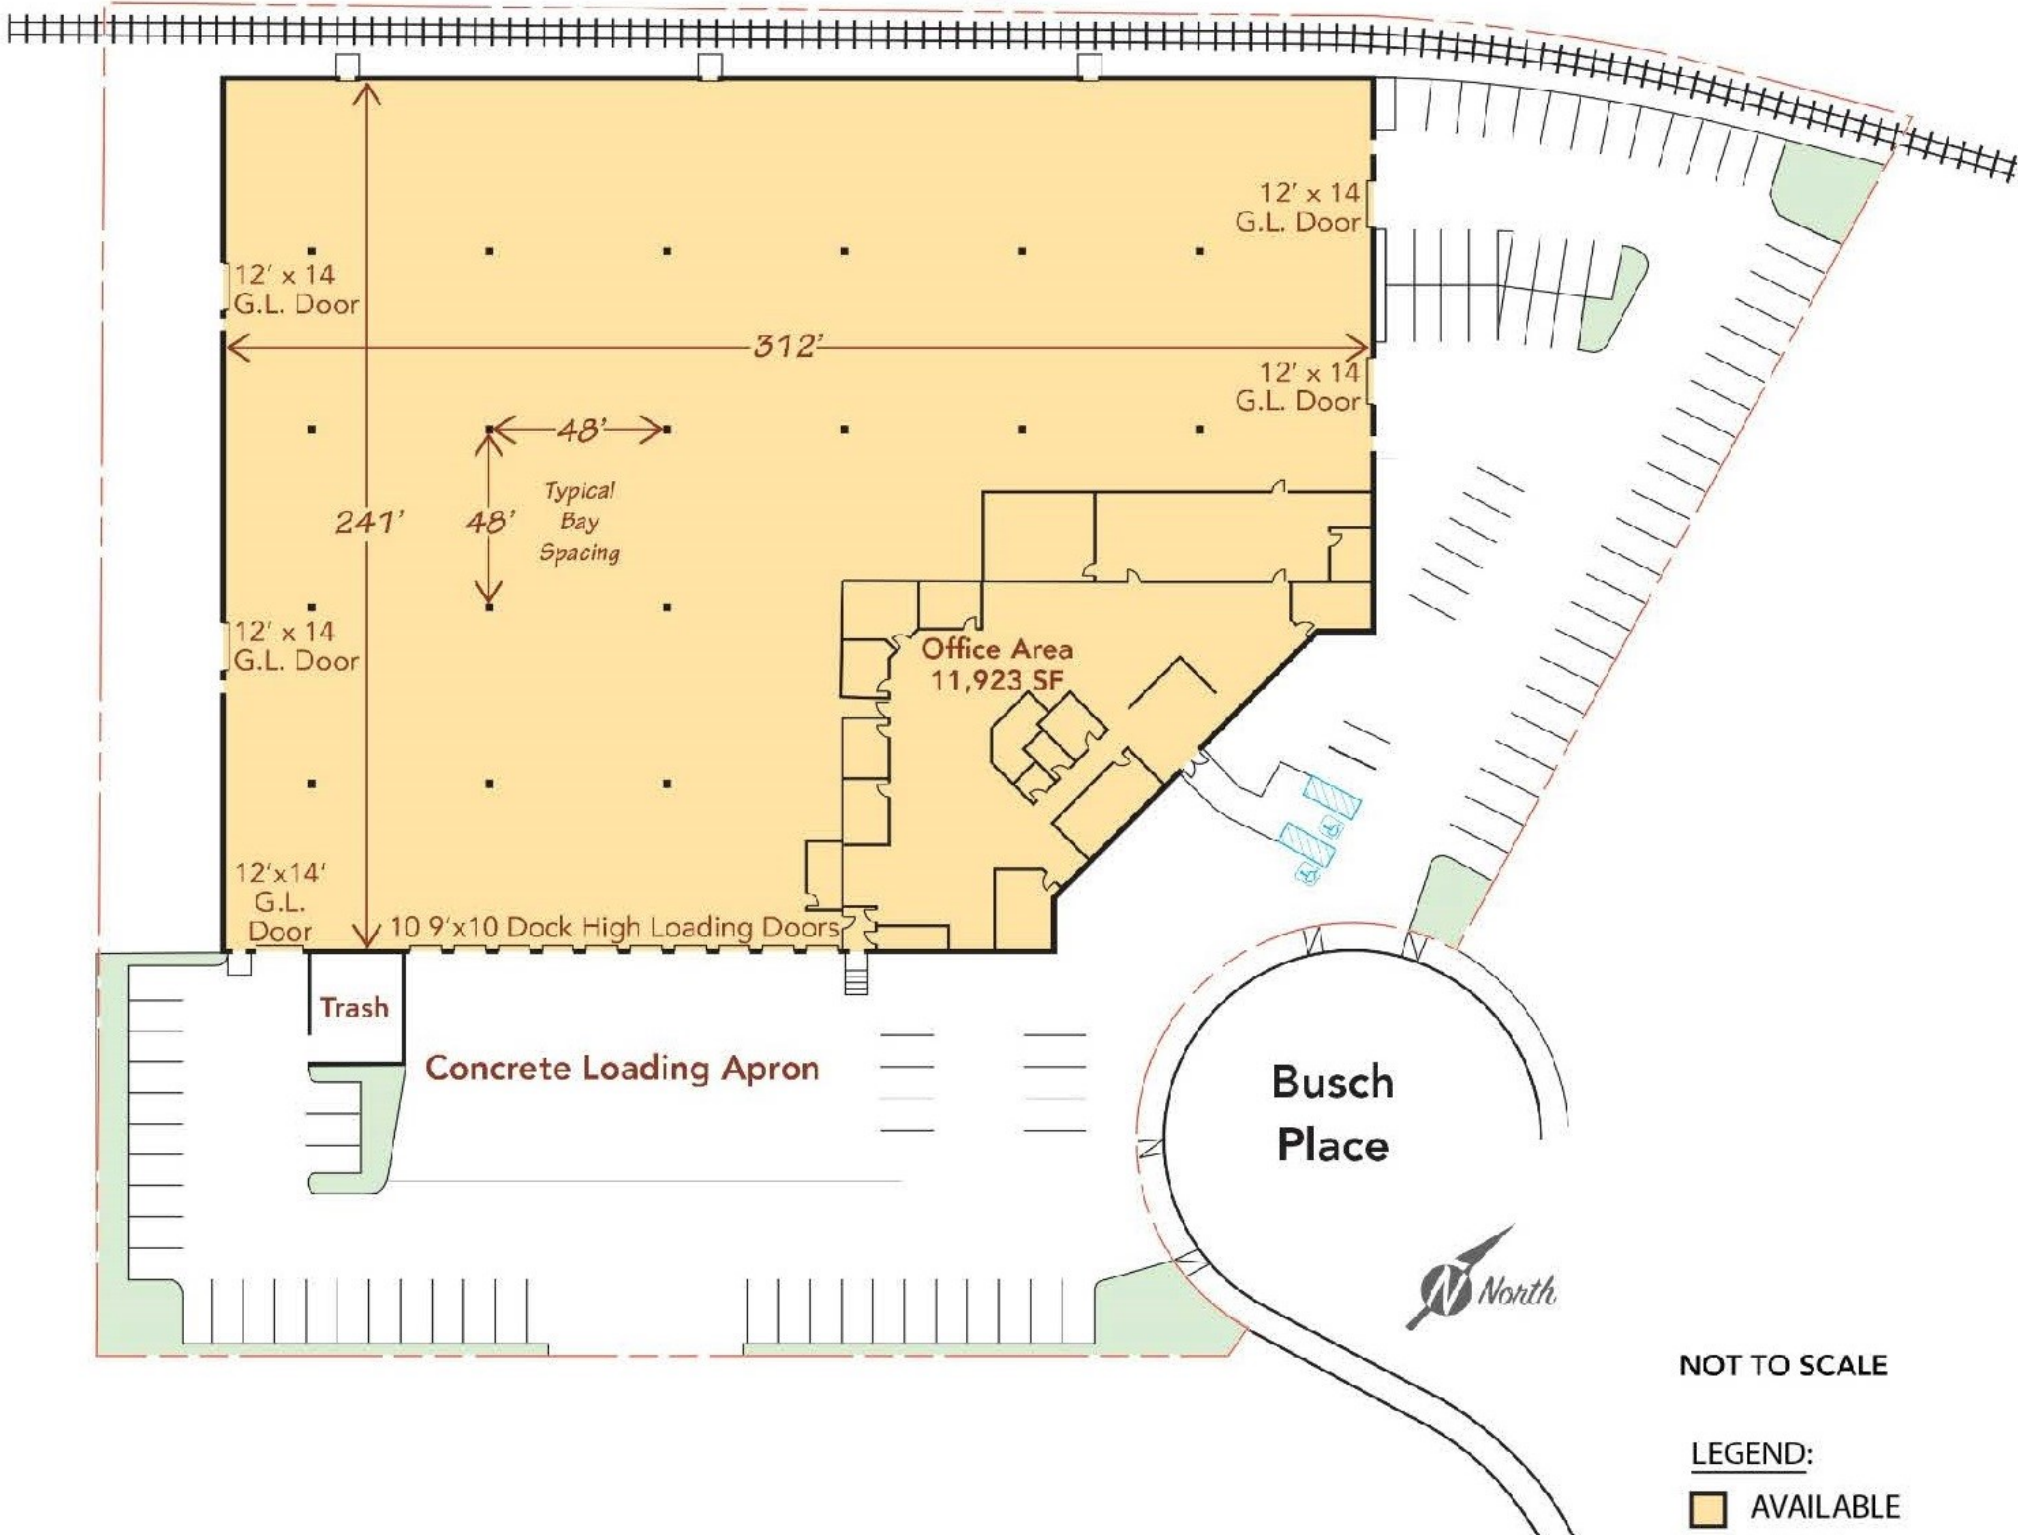 12' x 14
G.L. Door
12' x 14
G.L. Door
312'
12' x 14
G.L. Door
48'
241'
48'
Typical
Bay
Spacing
12' x 14
G.L. Door
Office Area
11,923 SF
12'x14'
G.L.
Door
10 9'x10 Dock High Loading Doors
Trash
Concrete Loading Apron
Busch
Place
N North
NOT TO SCALE
LEGEND:
AVAILABLE